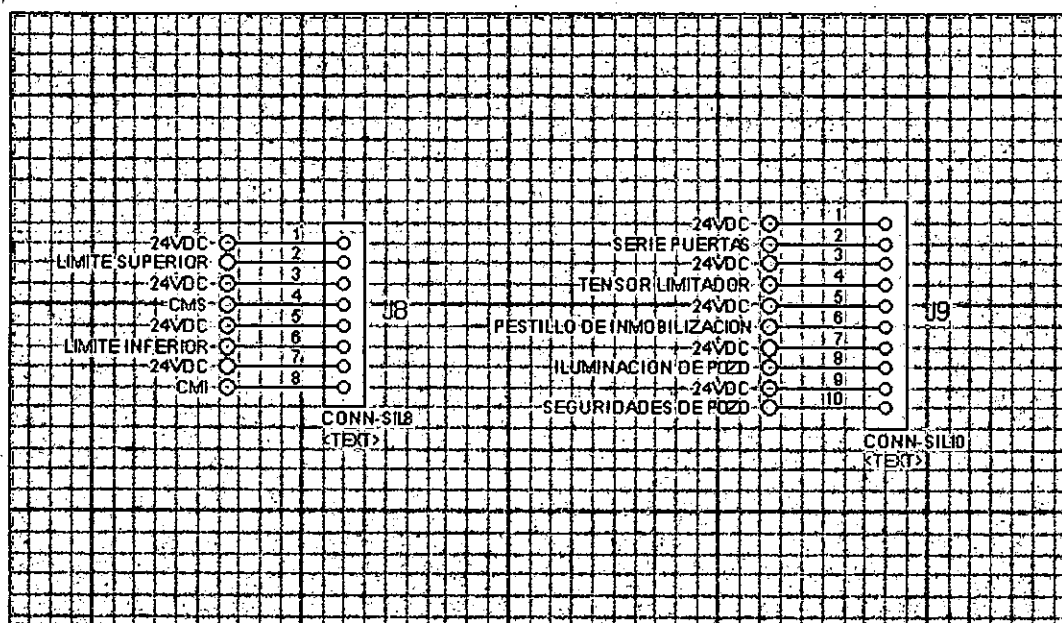 24VDC 1
LIMITE SUPERIOR 2
24VDC 3
CMS 4
24VDC 5
LIMITE INFERIOR 6
24VDC 7
CMI 8
J8
CONN-SIL8
<TEXT>
24VDC 1
SERIE PUERTAS 2
24VDC 3
TENSOR LIMITADOR 4
24VDC 5
PESTILLO DE INMOBILIZACION 6
24VDC 7
ILUMINACION DE POZO 8
24VDC 9
SEGURIDADES DE POZO 10
J9
CONN-SIL10
<TEXT>